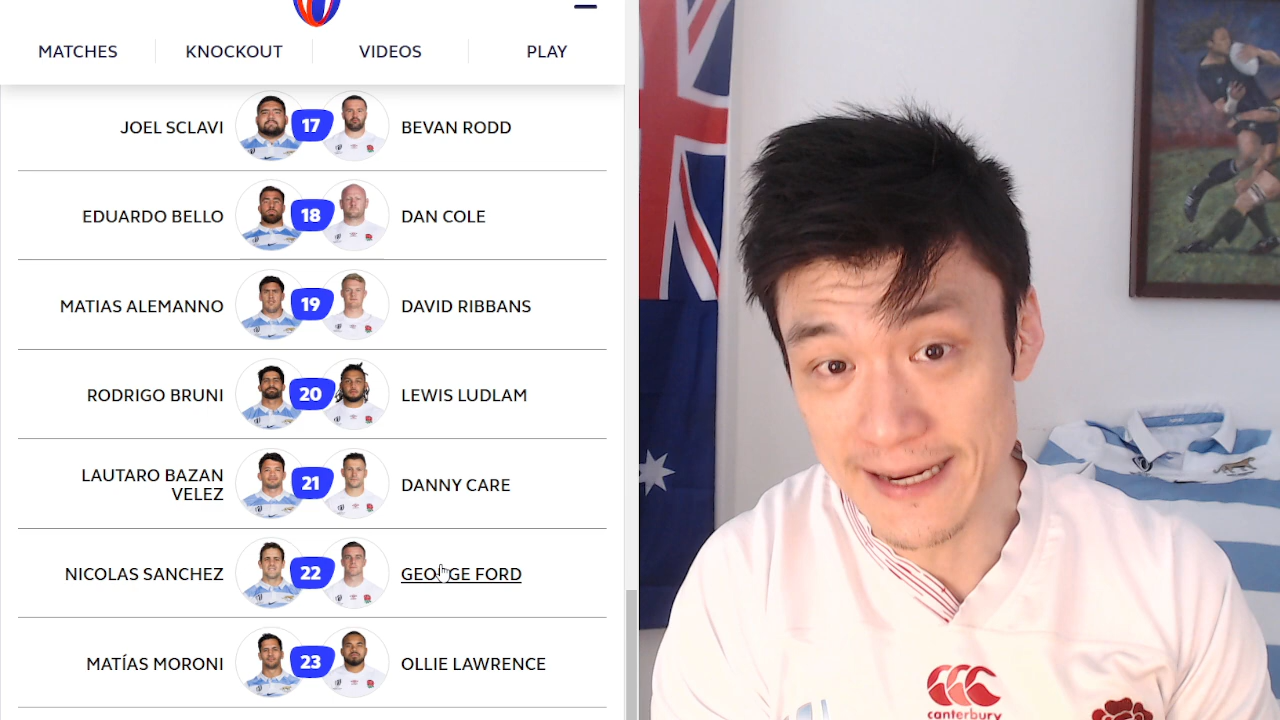 MATCHES KNOCKOUT VIDEOS PLAY
JOEL SCLAVI 17 BEVAN RODD
EDUARDO BELLO 18 DAN COLE
MATIAS ALEMANNO 19 DAVID RIBBANS
RODRIGO BRUNI 20 LEWIS LUDLAM
LAUTARO BAZAN
VELEZ 21 DANNY CARE
NICOLAS SANCHEZ 22 GEORGE FORD
MATÍAS MORONI 23 OLLIE LAWRENCE
canterbury